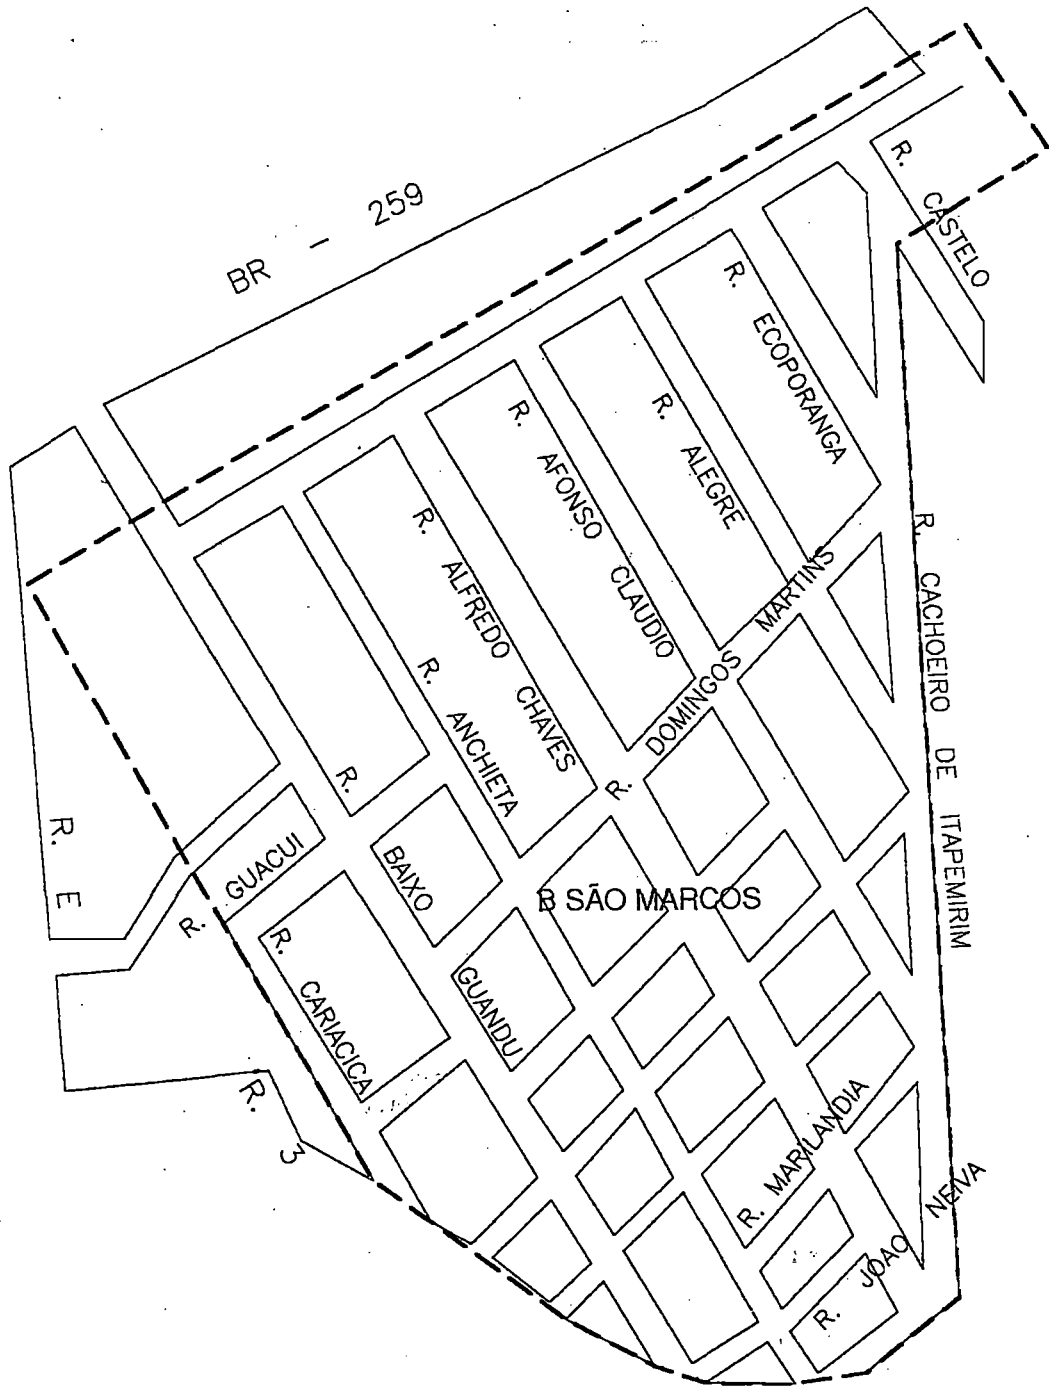 BR - 259
R. CASTELO
R. ECOPORANGA
R. ALEGRE
R. AFONSO CLAUDIO
R. ALFREDO CHAVES
R. ANCHIETA
R. DOMINGOS MARTINS
R. CACHOEIRO DE ITAPEMIRIM
R. BAIXO GUANDU
R. GUACUI
R. E
B SÃO MARCOS
R. CARIACICA
R. 3
R. MARILANDIA
R. JOAO NEIVA